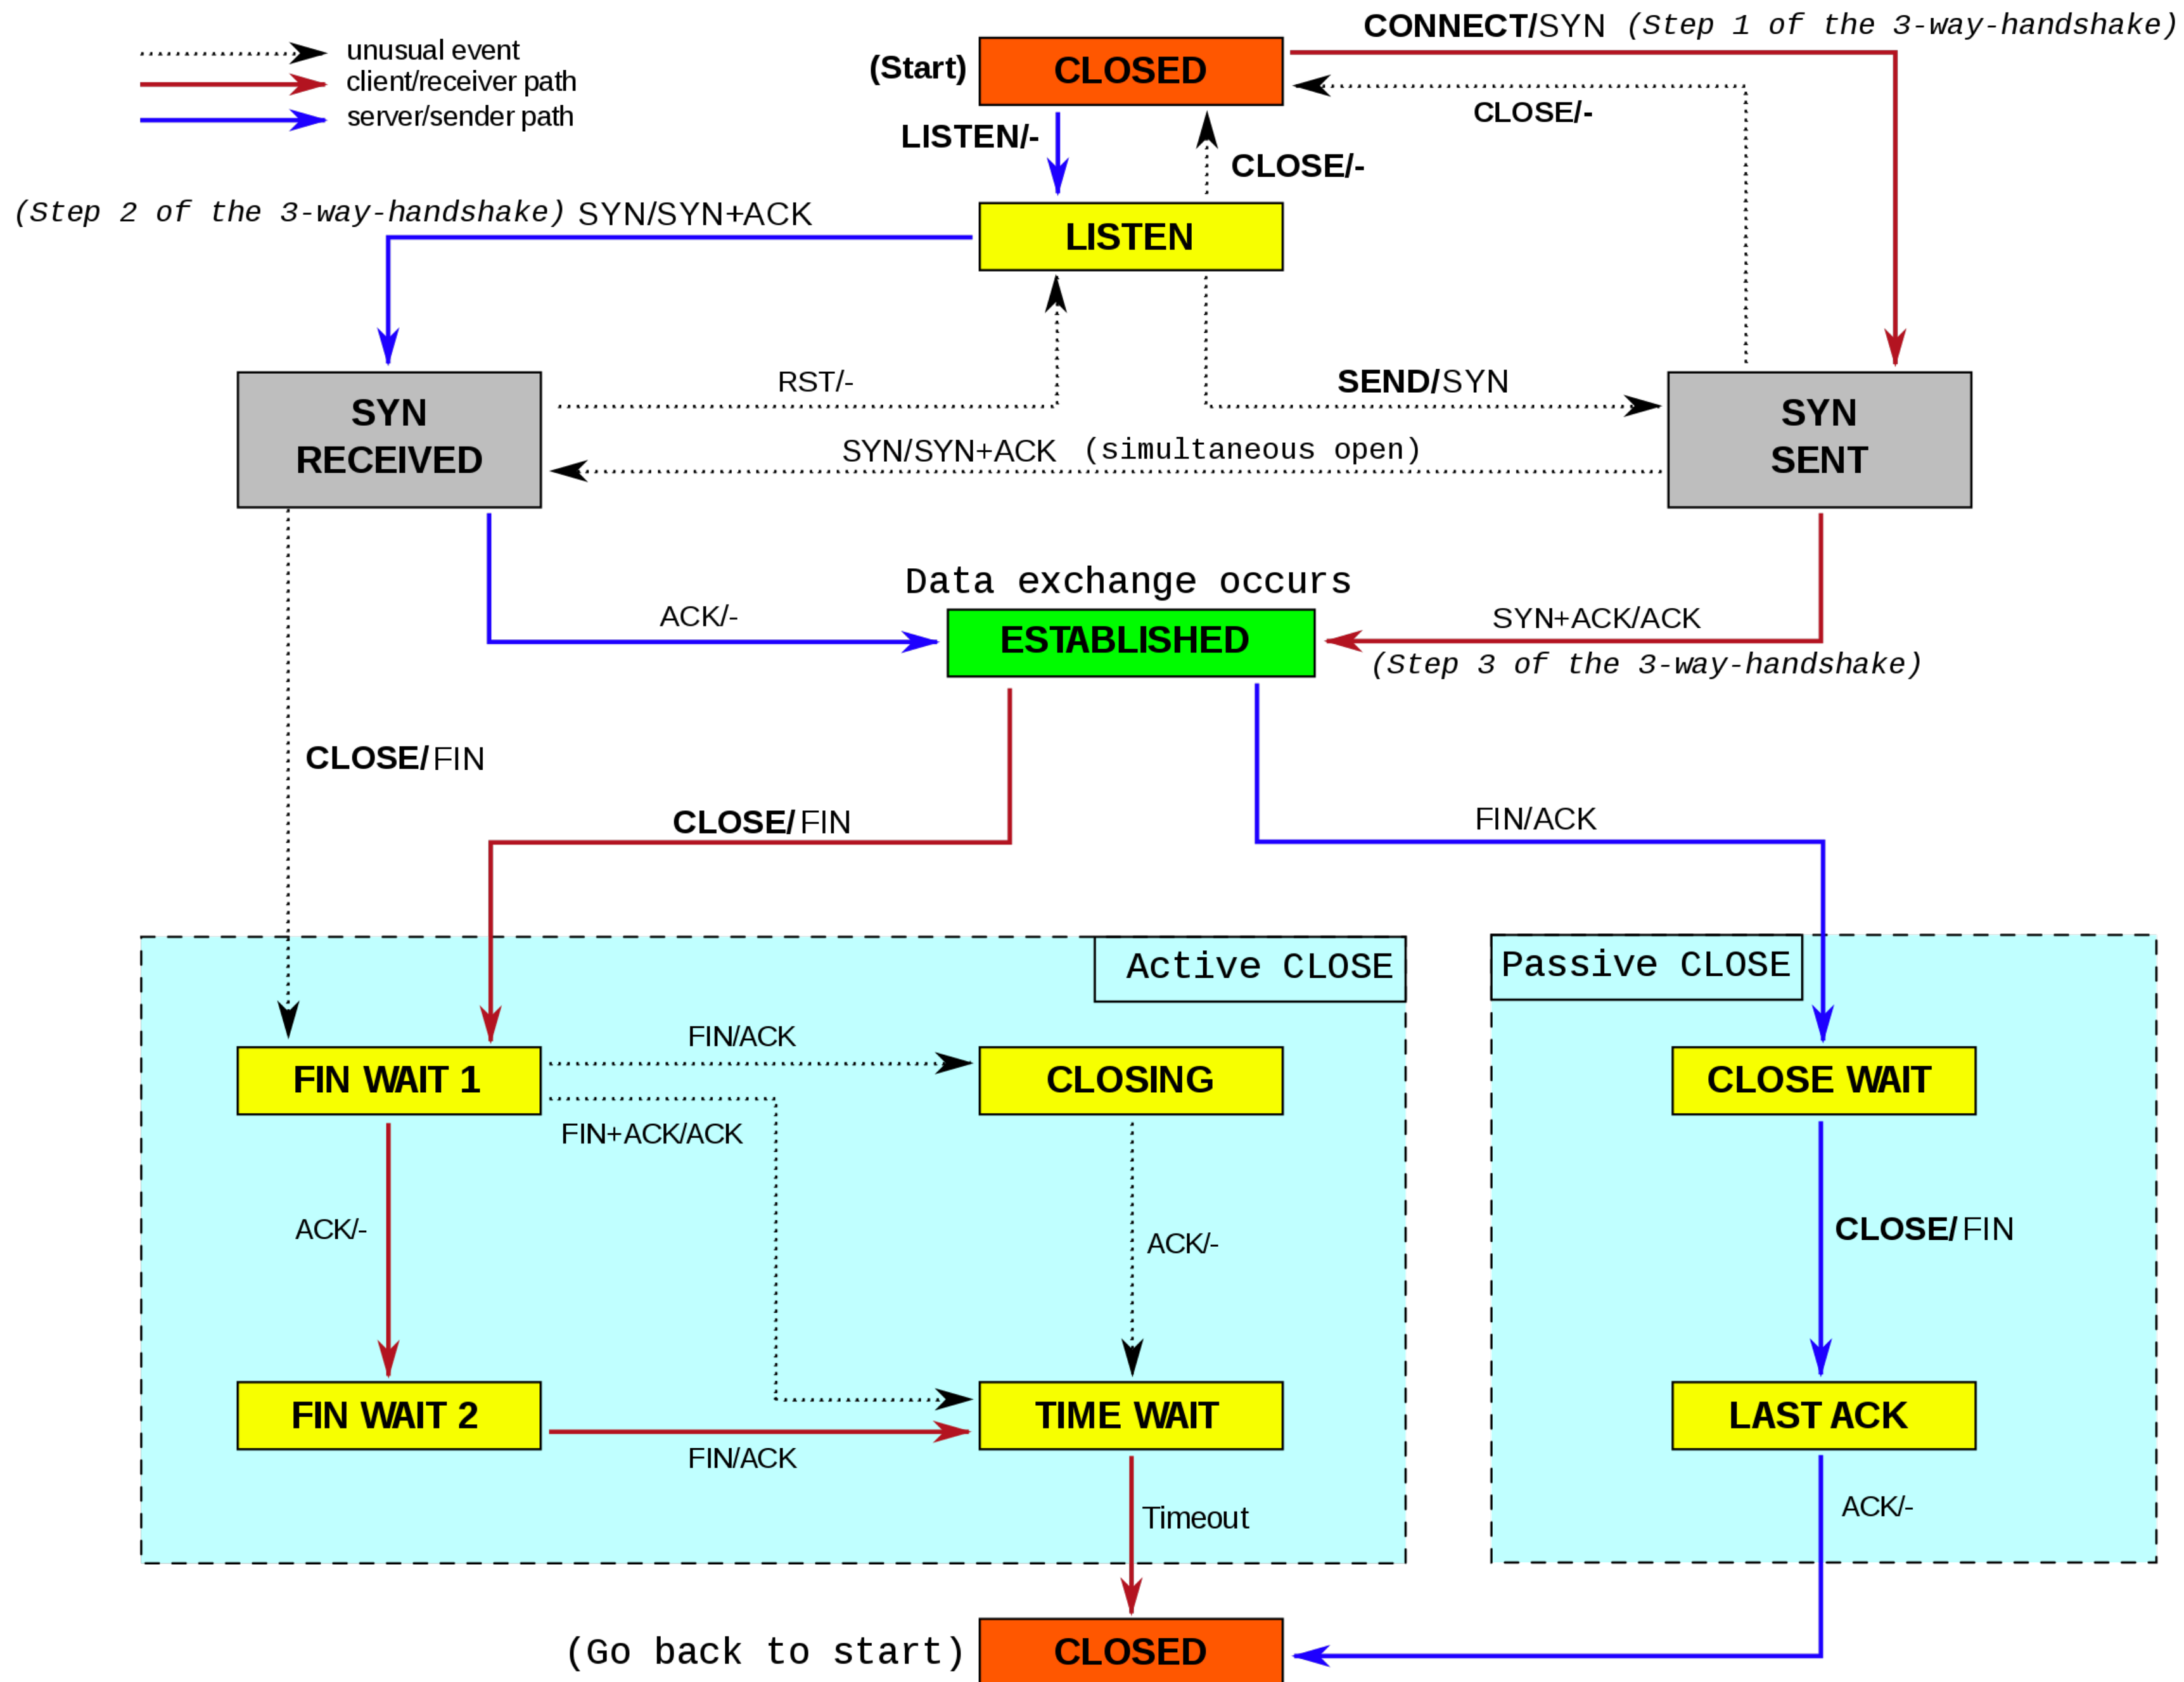 unusual event
client/receiver path
server/sender path
(Start)
CLOSED
CONNECT/SYN (Step 1 of the 3-way-handshake)
CLOSE/-
LISTEN/-
CLOSE/-
(Step 2 of the 3-way-handshake) SYN/SYN+ACK
LISTEN
RST/-
SEND/SYN
SYN
RECEIVED
SYN
SENT
SYN/SYN+ACK (simultaneous open)
Data exchange occurs
ACK/-
ESTABLISHED
SYN+ACK/ACK
(Step 3 of the 3-way-handshake)
CLOSE/FIN
CLOSE/FIN
FIN/ACK
Active CLOSE
Passive CLOSE
FIN/ACK
FIN WAIT 1
CLOSING
CLOSE WAIT
FIN+ACK/ACK
ACK/-
ACK/-
CLOSE/FIN
FIN WAIT 2
TIME WAIT
LAST ACK
FIN/ACK
Timeout
ACK/-
(Go back to start)
CLOSED